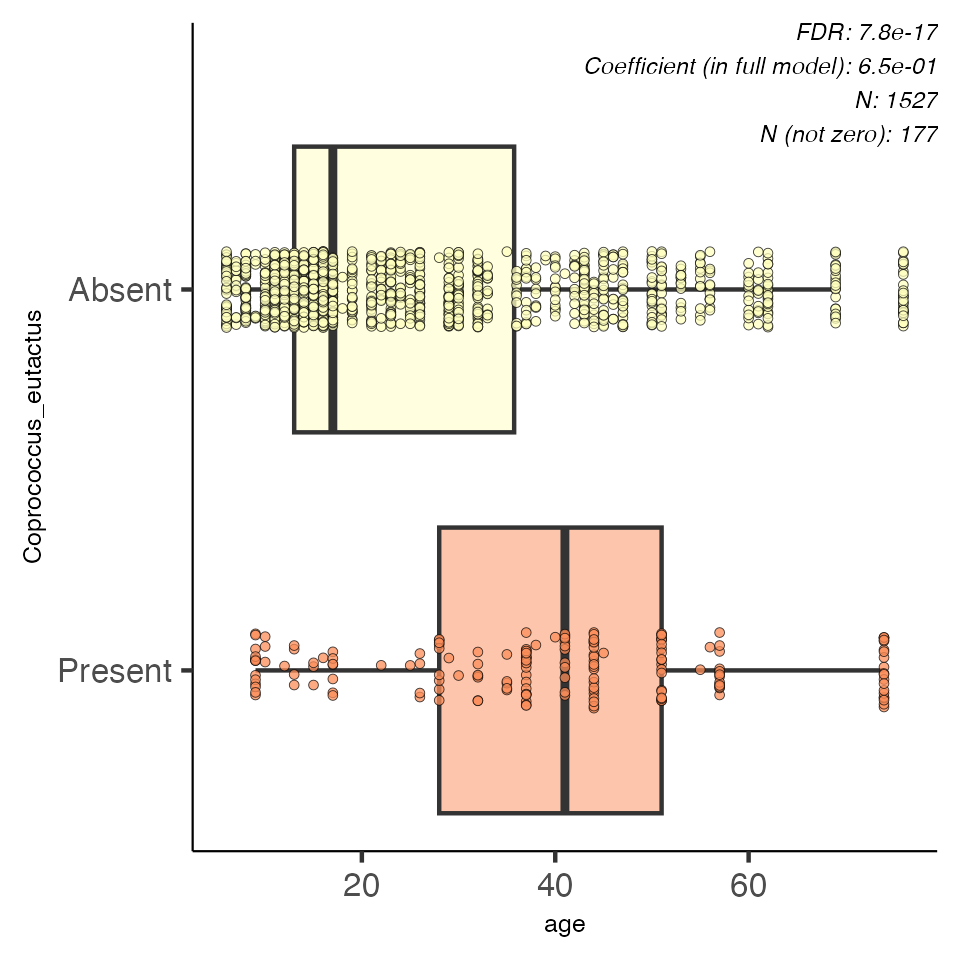 FDR: 7.8e-17
Coefficient (in full model): 6.5e-01
N: 1527
N (not zero): 177
Coprococcus_eutactus
Absent
Present
20 40 60
age